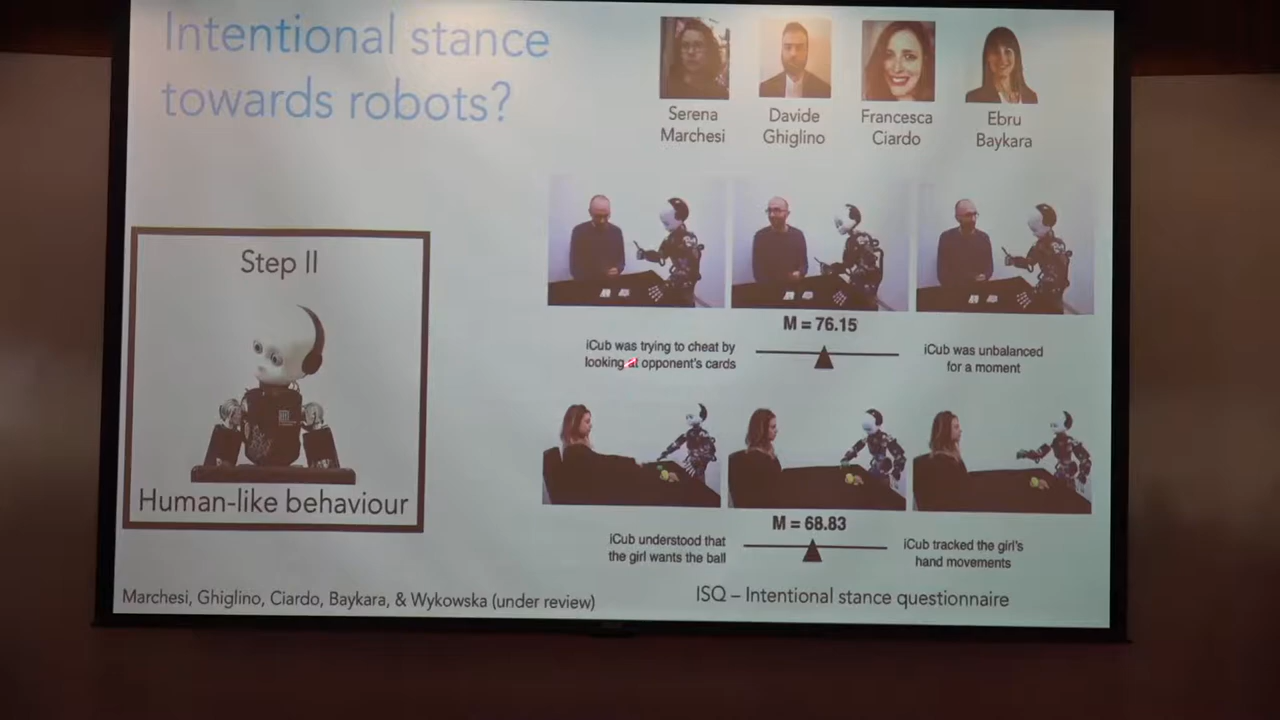 Intentional stance
towards robots?
Serena
Marchesi
Davide
Ghiglino
Francesca
Ciardo
Ebru
Baykara
Step II
Human-like behaviour
M = 76.15
iCub was trying to cheat by
looking at opponent's cards
iCub was unbalanced
for a moment
M = 68.83
iCub understood that
the girl wants the ball
iCub tracked the girl's
hand movements
Marchesi, Ghiglino, Ciardo, Baykara, & Wykowska (under review)
ISQ – Intentional stance questionnaire